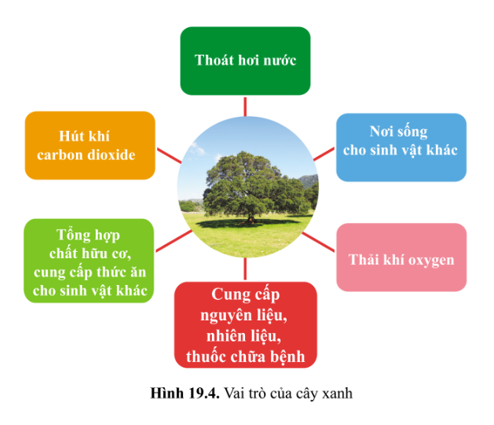 Thoát hơi nước
Hút khí
carbon dioxide
Nơi sống
cho sinh vật khác
Tổng hợp
chất hữu cơ,
cung cấp thức ăn
cho sinh vật khác
Thải khí oxygen
Cung cấp
nguyên liệu,
nhiên liệu,
thuốc chữa bệnh
Hình 19.4. Vai trò của cây xanh